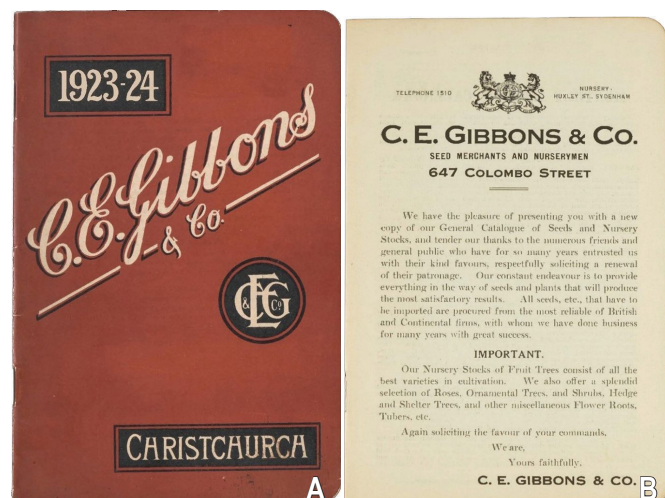 1923-24
C.E. Gibbons
& Co.
CEG & Co
CHRISTCHURCH
A
TELEPHONE 1510
NURSERY:
HUXLEY ST., SYDENHAM
C. E. GIBBONS & CO.
SEED MERCHANTS AND NURSERYMEN
647 COLOMBO STREET
We have the pleasure of presenting you with a new
copy of our General Catalogue of Seeds and Nursery
Stocks, and tender our thanks to the numerous friends and
general public who have for so many years entrusted us
with their kind favours, respectfully soliciting a renewal
of their patronage. Our constant endeavour is to provide
everything in the way of seeds and plants that will produce
the most satisfactory results. All seeds, etc., that have to
be imported are procured from the most reliable of British
and Continental firms, with whom we have done business
for many years with great success.
IMPORTANT.
Our Nursery Stocks of Fruit Trees consist of all the
best varieties in cultivation. We also offer a splendid
selection of Roses, Ornamental Trees, and Shrubs, Hedge
and Shelter Trees, and other miscellaneous Flower Roots,
Tubers, etc.
Again soliciting the favour of your commands,
We are,
Yours faithfully,
C. E. GIBBONS & CO.
B